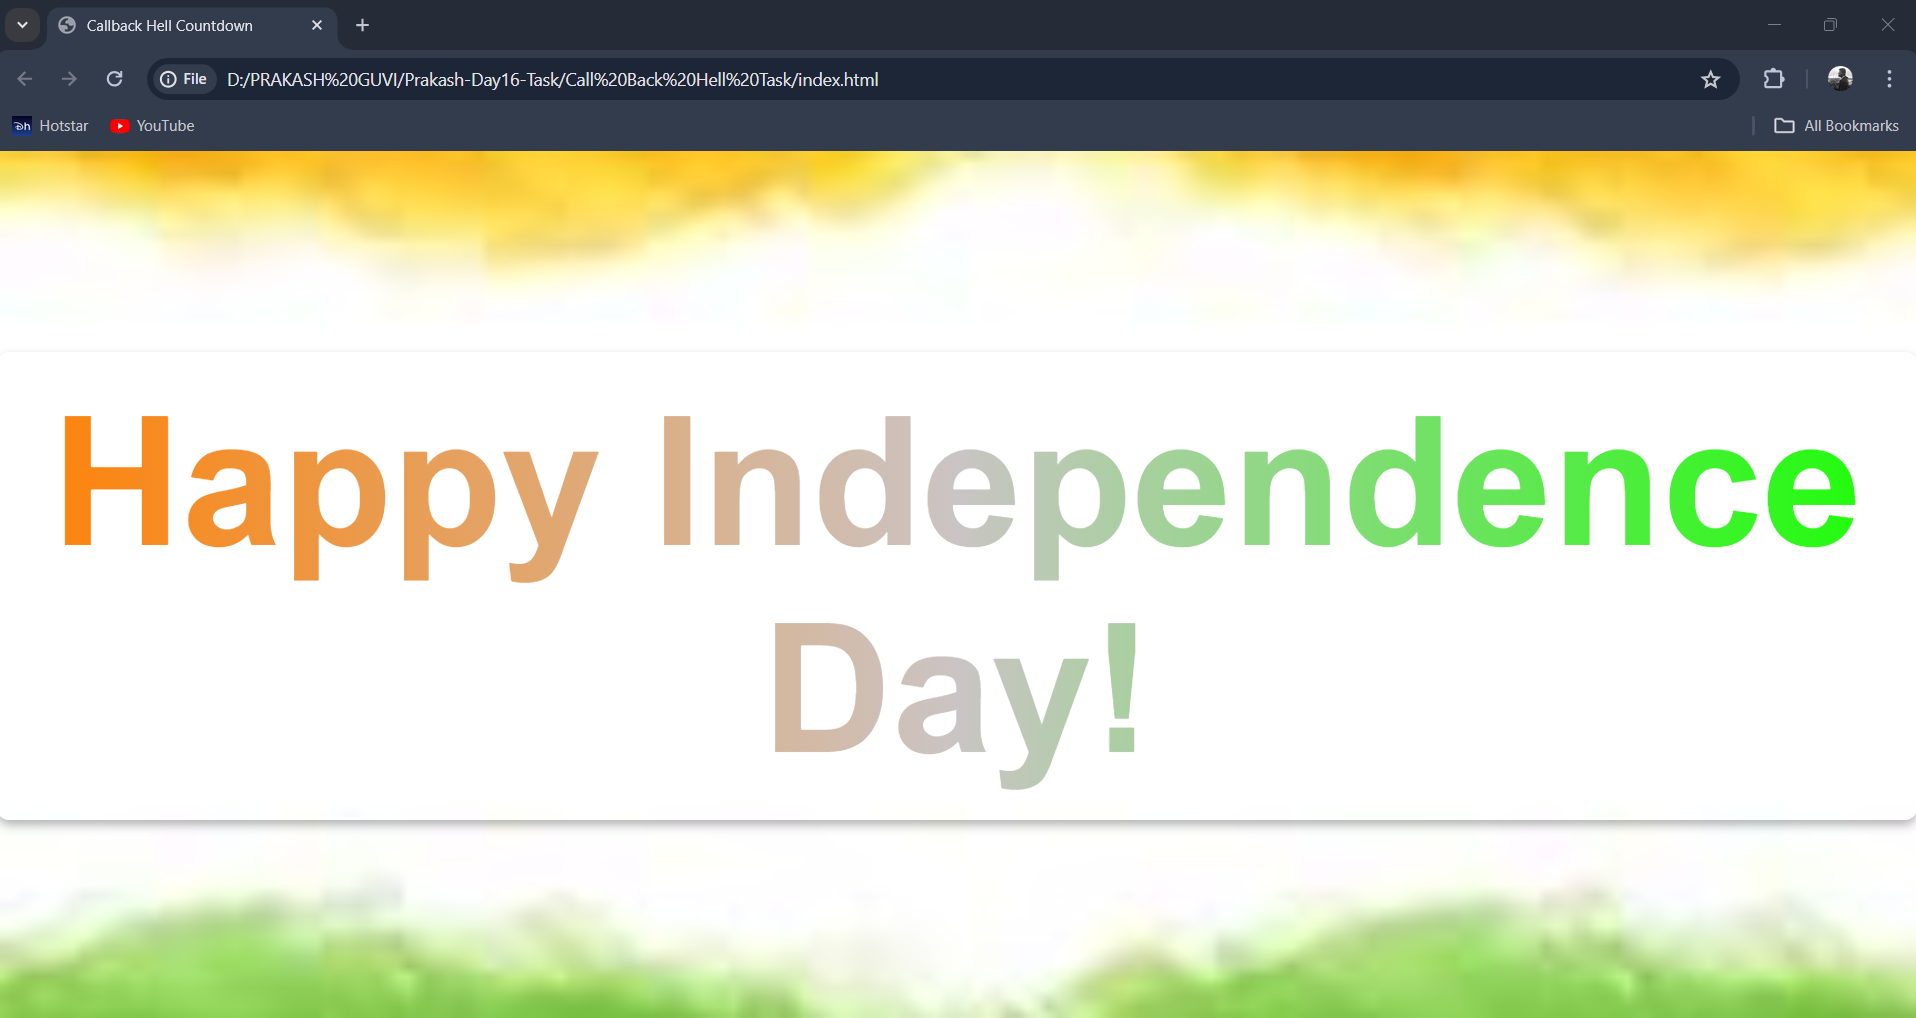 Callback Hell Countdown
File
D:/PRAKASH%20GUVI/Prakash-Day16-Task/Call%20Back%20Hell%20Task/index.html
Hotstar
YouTube
All Bookmarks
Happy Independence
Day!